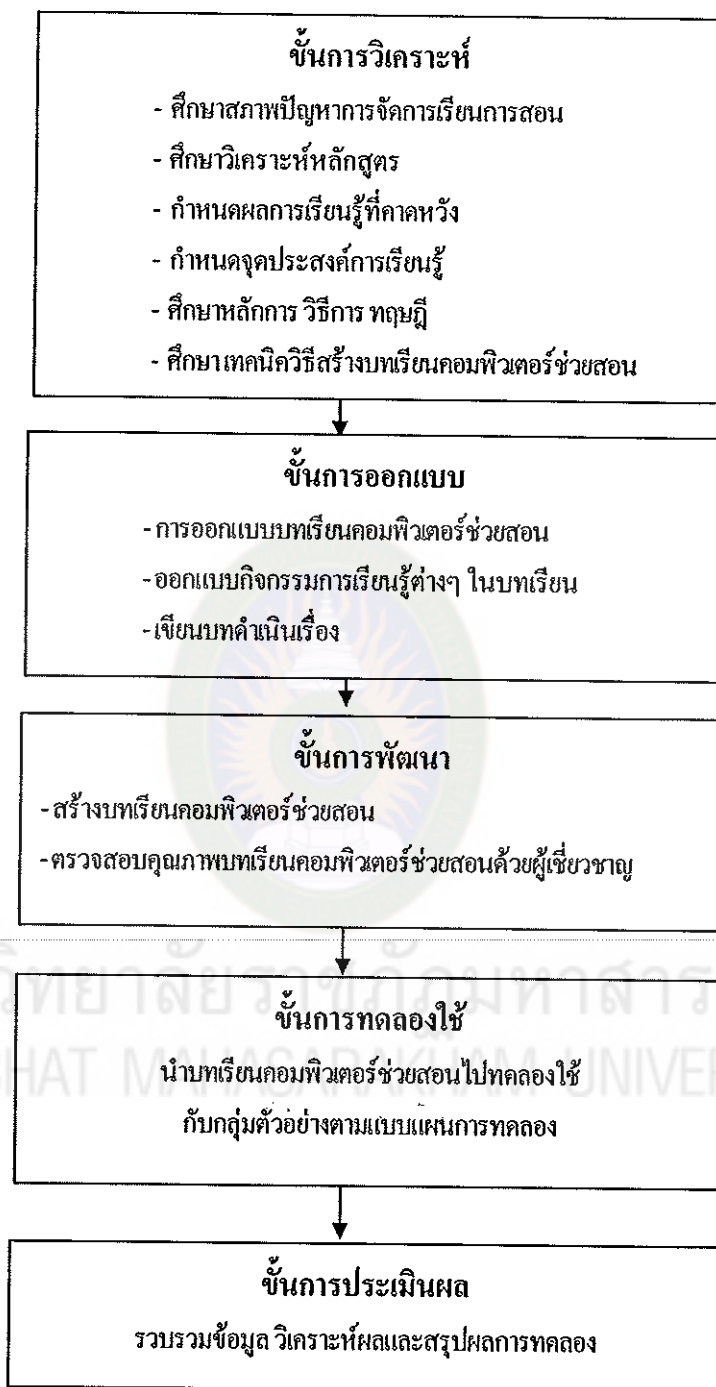 ขั้นการวิเคราะห์
- ศึกษาสภาพปัญหาการจัดการเรียนการสอน
- ศึกษาวิเคราะห์หลักสูตร
- กำหนดผลการเรียนรู้ที่คาดหวัง
- กำหนดจุดประสงค์การเรียนรู้
- ศึกษาหลักการ วิธีการ ทฤษฎี
- ศึกษาเทคนิควิธีสร้างบทเรียนคอมพิวเตอร์ช่วยสอน
ขั้นการออกแบบ
-การออกแบบบทเรียนคอมพิวเตอร์ช่วยสอน
-ออกแบบกิจกรรมการเรียนรู้ต่างๆ ในบทเรียน
-เขียนบทดำเนินเรื่อง
ขั้นการพัฒนา
-สร้างบทเรียนคอมพิวเตอร์ช่วยสอน
-ตรวจสอบคุณภาพบทเรียนคอมพิวเตอร์ช่วยสอนด้วยผู้เชี่ยวชาญ
วิทยาลัยราชภัฏมหาสาร
HAT MAHASARAKHAM UNIVE
ขั้นการทดลองใช้
นำบทเรียนคอมพิวเตอร์ช่วยสอนไปทดลองใช้
กับกลุ่มตัวอย่างตามแบบแผนการทดลอง
ขั้นการประเมินผล
รวบรวมข้อมูล วิเคราะห์ผลและสรุปผลการทดลอง